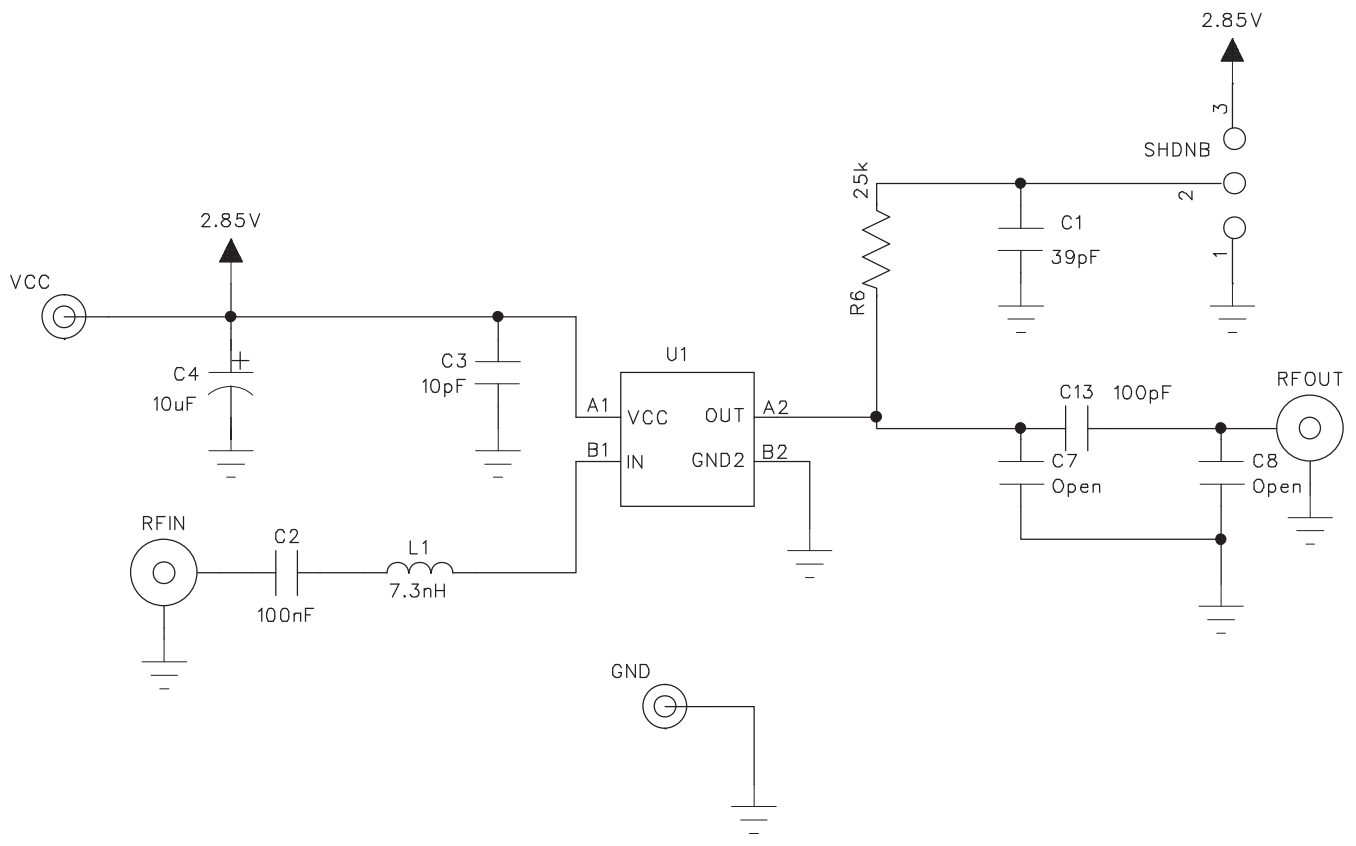 2.85V
3
SHDNB
2
1
25k
R6
C1
39pF
2.85V
VCC
C4
+
10uF
C3
10pF
U1
A1
VCC
OUT
A2
B1
IN
GND2
B2
C13
100pF
RFOUT
C7
Open
C8
Open
RFIN
C2
100nF
L1
7.3nH
GND